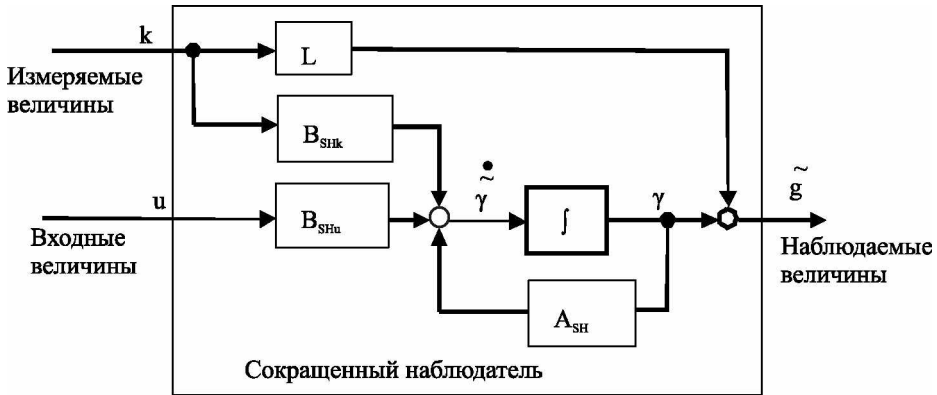 k
L
Измеряемые
величины
B_SHk
~
γ̇
~
g
u
B_SHu
∫
γ
Входные
величины
Наблюдаемые
величины
A_SH
Сокращенный наблюдатель